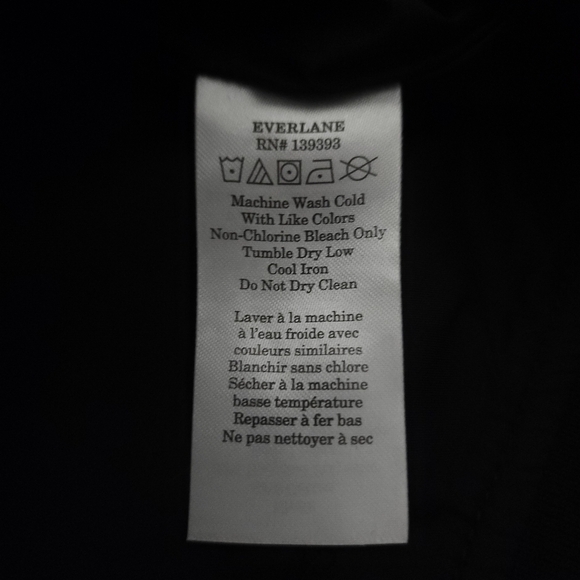 EVERLANE
RN# 139393
Machine Wash Cold
With Like Colors
Non-Chlorine Bleach Only
Tumble Dry Low
Cool Iron
Do Not Dry Clean
Laver à la machine
à l'eau froide avec
couleurs similaires
Blanchir sans chlore
Sécher à la machine
basse température
Repasser à fer bas
Ne pas nettoyer à sec